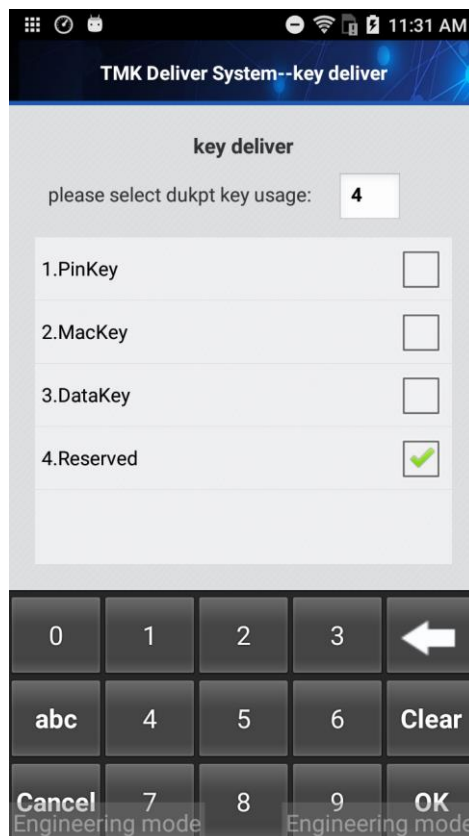 11:31 AM
TMK Deliver System--key deliver
key deliver
please select dukpt key usage: 4
1.PinKey
2.MacKey
3.DataKey
4.Reserved
0 1 2 3
abc 4 5 6 Clear
Cancel 7 8 9 OK
Engineering mode Engineering mode